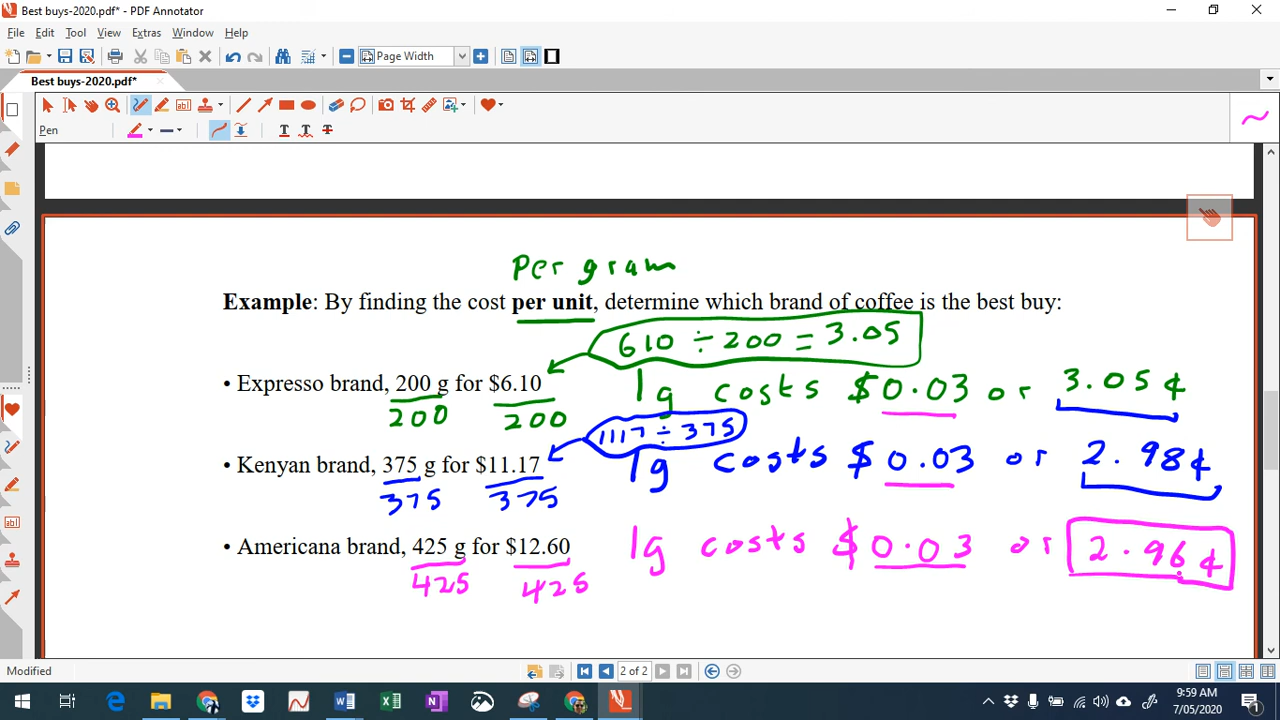 Best buys-2020.pdf* - PDF Annotator
File Edit Tool View Extras Window Help
Page Width
Best buys-2020.pdf*
Pen
Per gram
Example: By finding the cost per unit, determine which brand of coffee is the best buy:
610 ÷ 200 = 3.05
• Expresso brand, 200 g for $6.10 1g costs $0.03 or 3.05¢
200 200
1117 ÷ 375
• Kenyan brand, 375 g for $11.17 1g costs $0.03 or 2.98¢
375 375
• Americana brand, 425 g for $12.60 1g costs $0.03 or 2.96¢
425 425
Modified 2 of 2
9:59 AM
7/05/2020